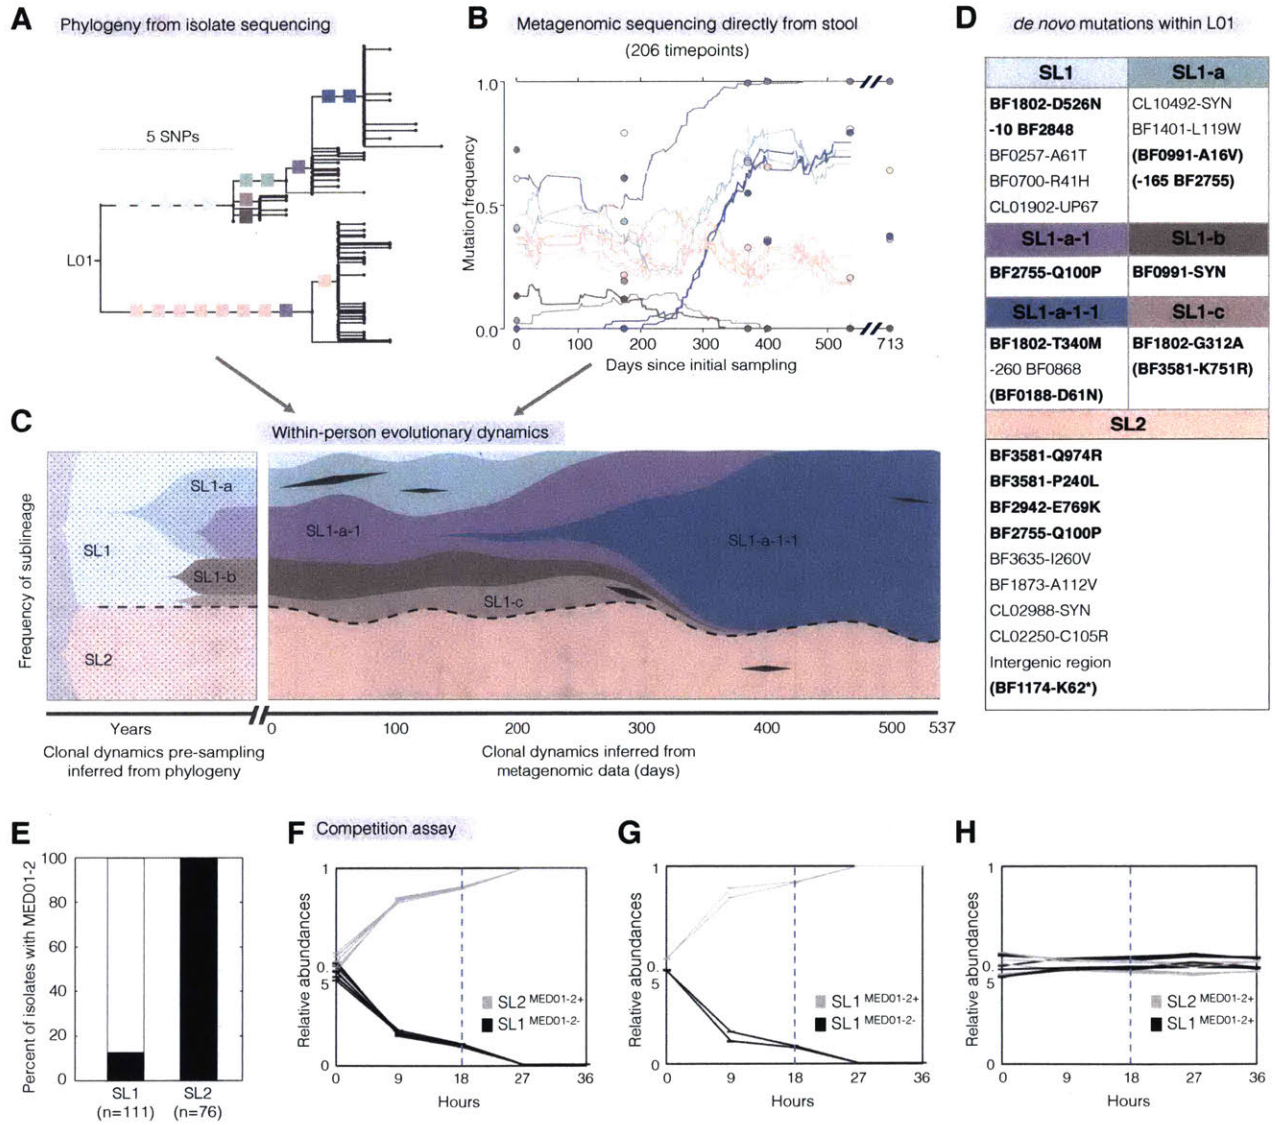 A
Phylogeny from isolate sequencing
5 SNPs
L01
B
Metagenomic sequencing directly from stool
(206 timepoints)
Mutation frequency
1.0
0.5
0.0
0 100 200 300 400 500 713
Days since initial sampling
C
Within-person evolutionary dynamics
Frequency of sublineage
SL1
SL2
SL1-a
SL1-b
SL1-a-1
SL1-c
SL1-a-1-1
Years
0 100 200 300 400 500 537
Clonal dynamics pre-sampling
inferred from phylogeny
Clonal dynamics inferred from
metagenomic data (days)
D
de novo mutations within L01
SL1
BF1802-D526N
-10 BF2848
BF0257-A61T
BF0700-R41H
CL01902-UP67
SL1-a
CL10492-SYN
BF1401-L119W
(BF0991-A16V)
(-165 BF2755)
SL1-a-1
BF2755-Q100P
SL1-b
BF0991-SYN
SL1-a-1-1
BF1802-T340M
-260 BF0868
(BF0188-D61N)
SL1-c
BF1802-G312A
(BF3581-K751R)
SL2
BF3581-Q974R
BF3581-P240L
BF2942-E769K
BF2755-Q100P
BF3635-I260V
BF1873-A112V
CL02988-SYN
CL02250-C105R
Intergenic region
(BF1174-K62*)
E
Percent of isolates with MED01-2
100
80
60
40
20
0
SL1
(n=111)
SL2
(n=76)
F
Competition assay
Relative abundances
1
0.
5
0
SL2 MED01-2+
SL1 MED01-2-
0 9 18 27 36
Hours
G
Relative abundances
1
0.
5
0
SL1 MED01-2+
SL1 MED01-2-
0 9 18 27 36
Hours
H
Relative abundances
1
0.
5
0
SL2 MED01-2+
SL1 MED01-2+
0 9 18 27 36
Hours